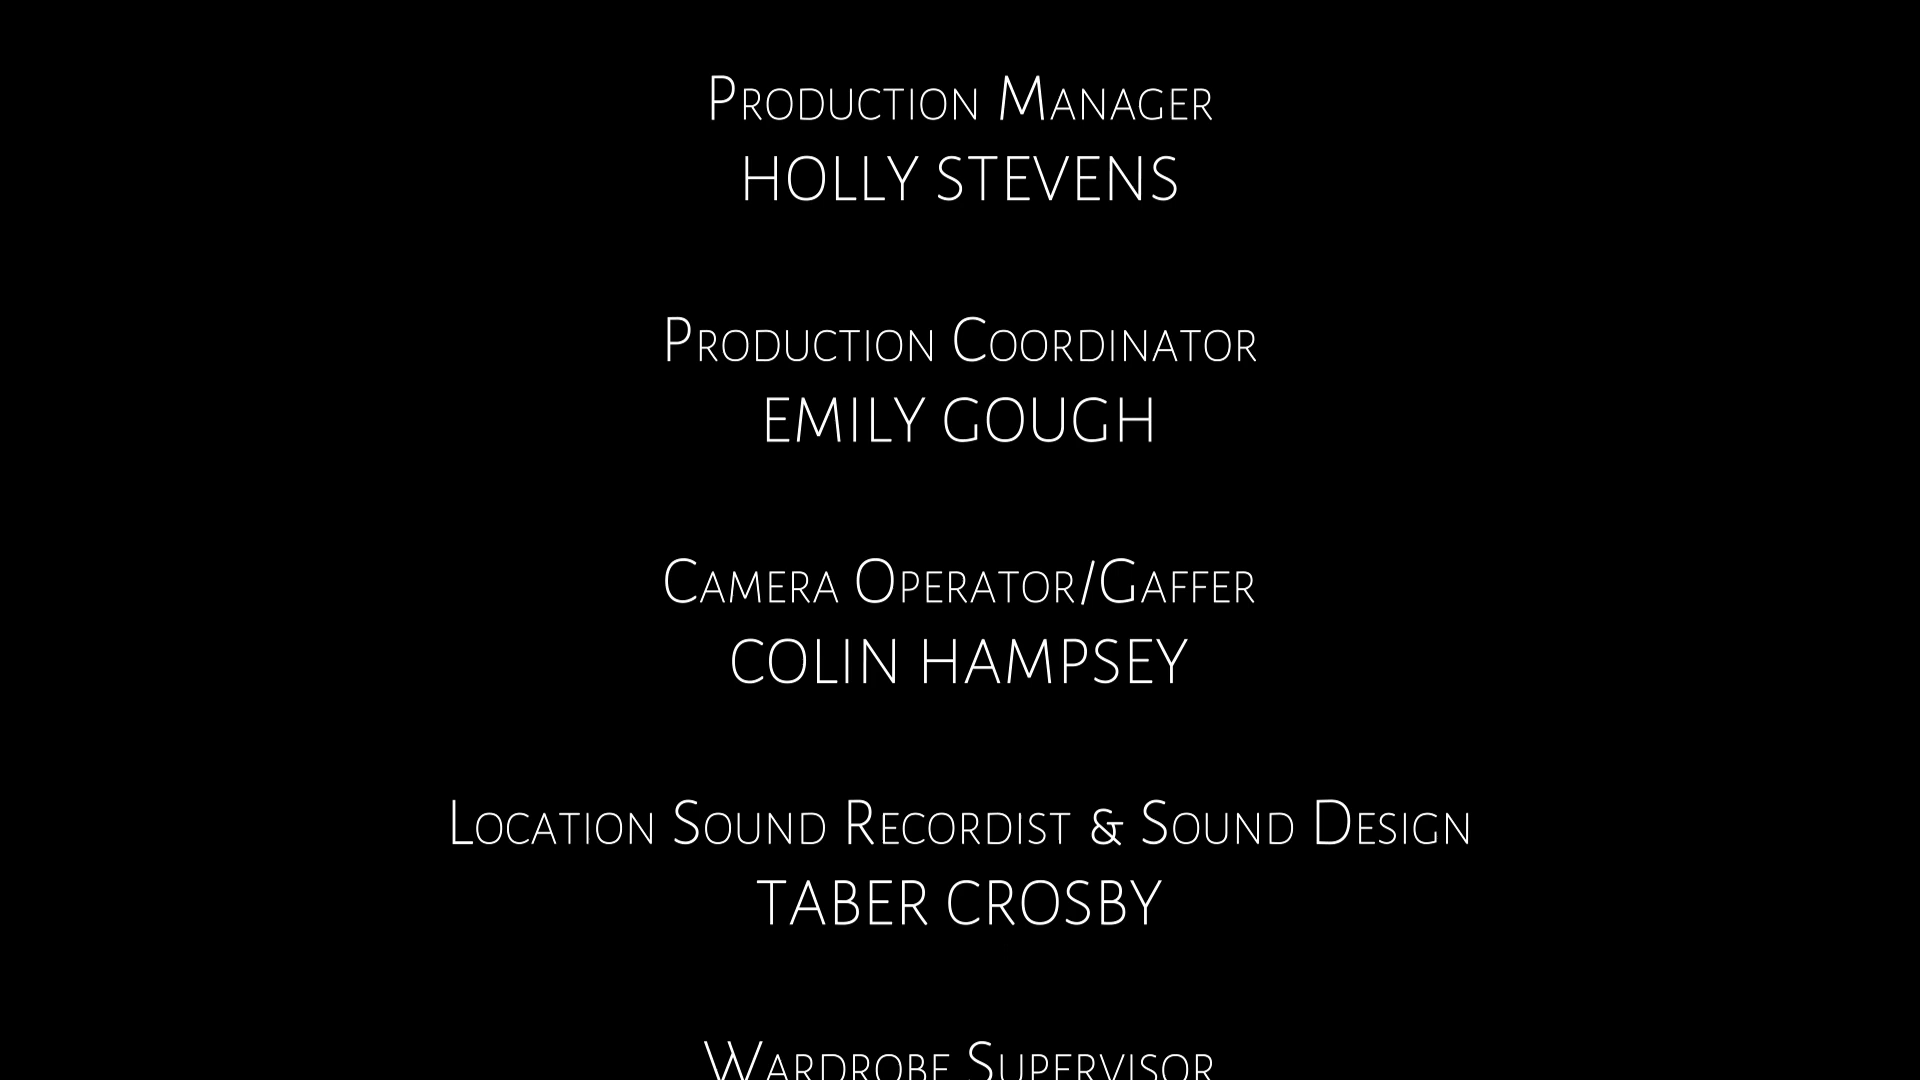 Production Manager
HOLLY STEVENS
Production Coordinator
EMILY GOUGH
Camera Operator/Gaffer
COLIN HAMPSEY
Location Sound Recordist & Sound Design
TABER CROSBY
Wardrobe Supervisor